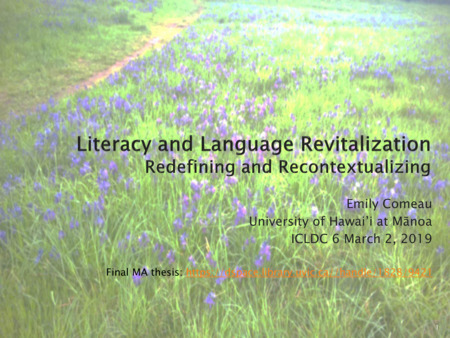 Literacy and Language Revitalization
Redefining and Recontextualizing
Emily Comeau
University of Hawai'i at Mānoa
ICLDC 6 March 2, 2019
Final MA thesis: